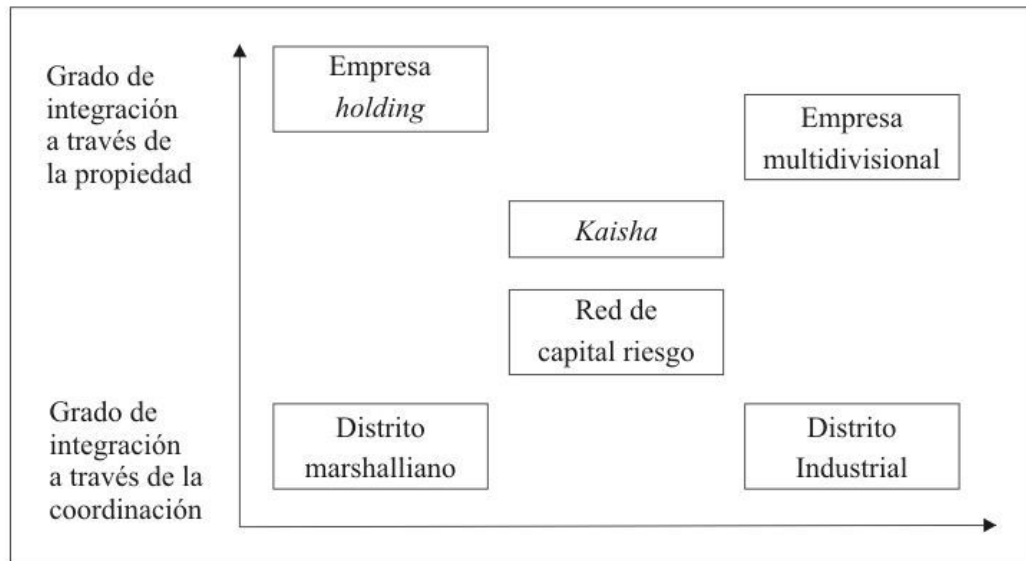 Grado de
integración
a través de
la propiedad
Empresa
holding
Empresa
multidivisional
Kaisha
Red de
capital riesgo
Grado de
integración
a través de la
coordinación
Distrito
marshalliano
Distrito
Industrial